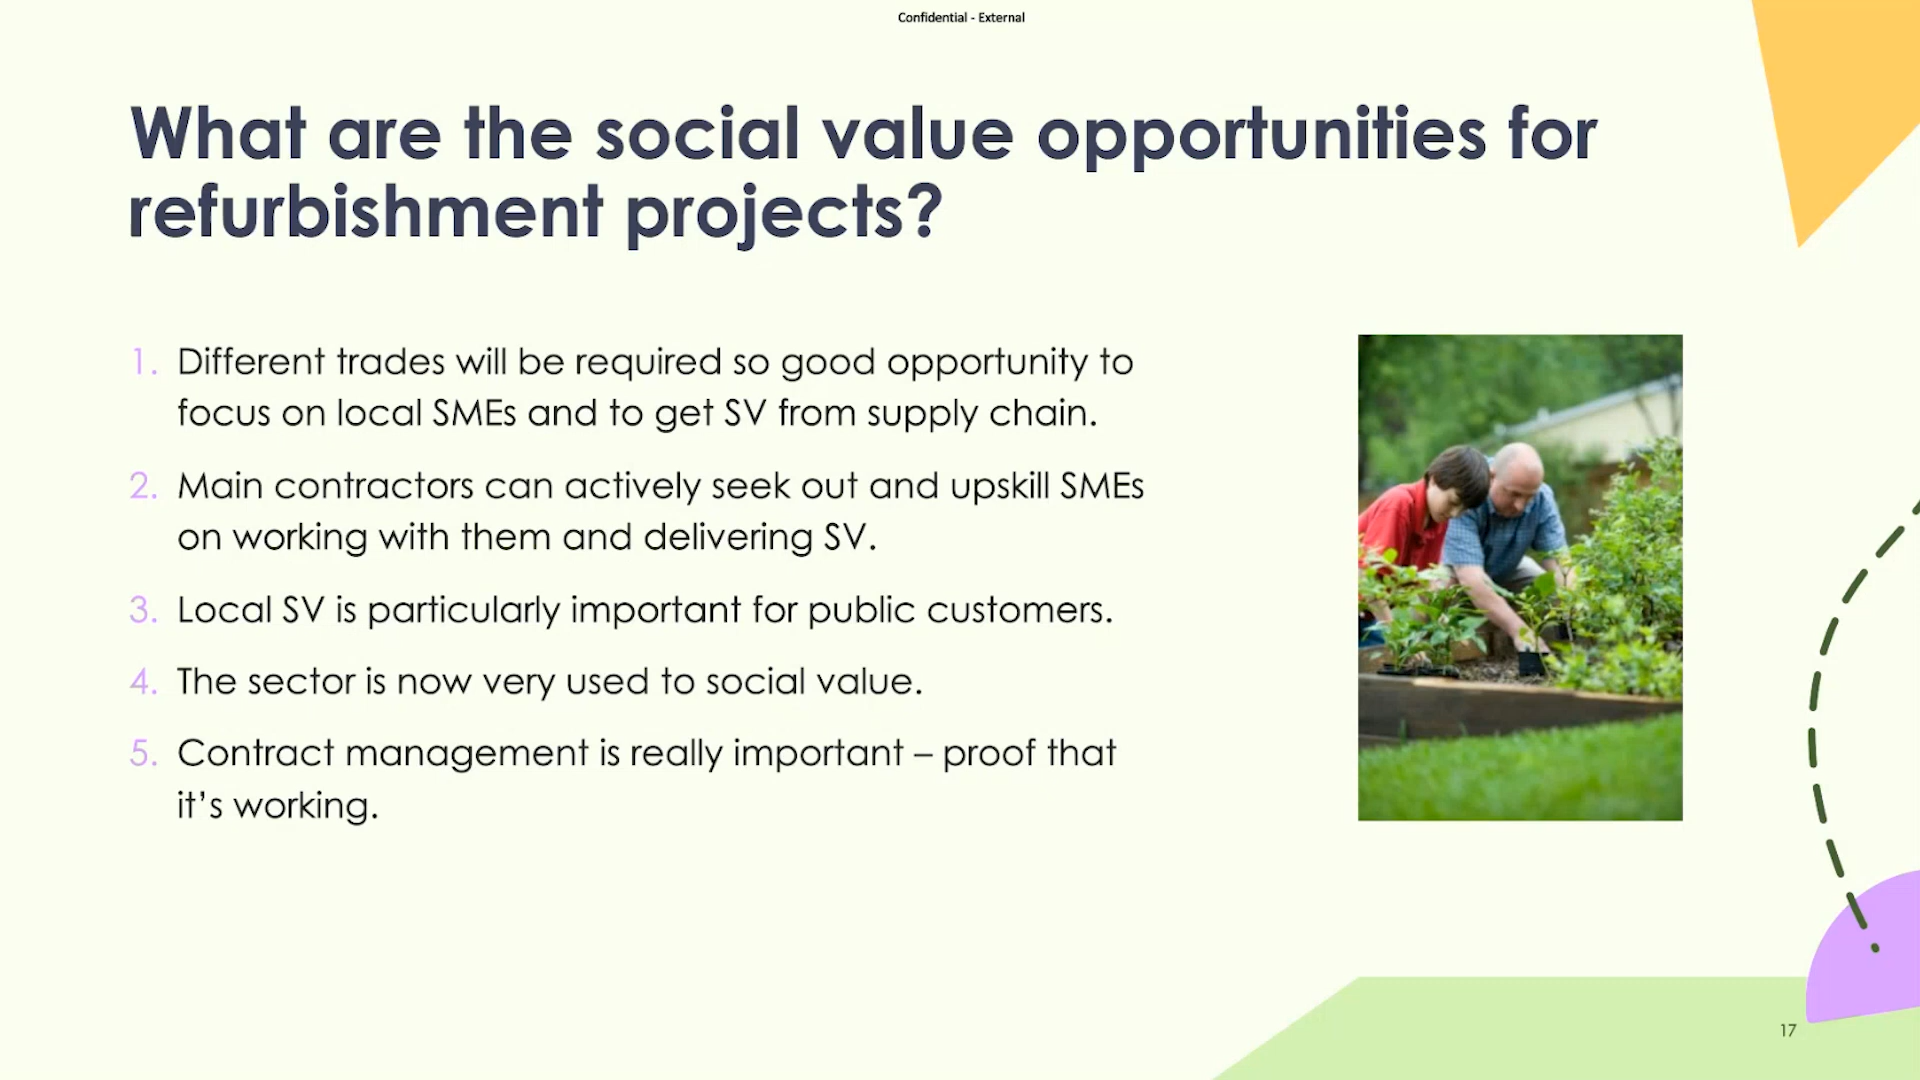 Confidential - External
What are the social value opportunities for
refurbishment projects?
1. Different trades will be required so good opportunity to
focus on local SMEs and to get SV from supply chain.
2. Main contractors can actively seek out and upskill SMEs
on working with them and delivering SV.
3. Local SV is particularly important for public customers.
4. The sector is now very used to social value.
5. Contract management is really important – proof that
it’s working.
17